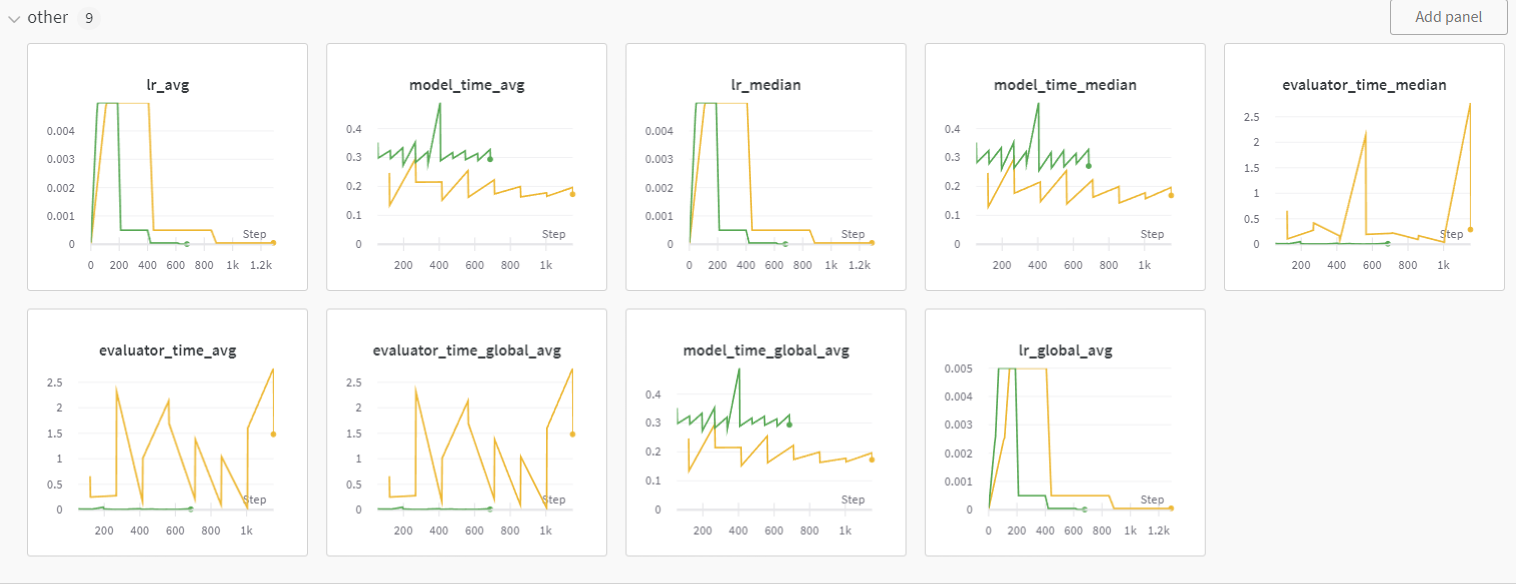 other 9
Add panel
lr_avg
0.004
0.003
0.002
0.001
0
Step
0 200 400 600 800 1k 1.2k
model_time_avg
0.4
0.3
0.2
0.1
0
Step
200 400 600 800 1k
lr_median
0.004
0.003
0.002
0.001
0
Step
0 200 400 600 800 1k 1.2k
model_time_median
0.4
0.3
0.2
0.1
0
Step
200 400 600 800 1k
evaluator_time_median
2.5
2
1.5
1
0.5
0
Step
200 400 600 800 1k
evaluator_time_avg
2.5
2
1.5
1
0.5
0
Step
200 400 600 800 1k
evaluator_time_global_avg
2.5
2
1.5
1
0.5
0
Step
200 400 600 800 1k
model_time_global_avg
0.4
0.3
0.2
0.1
0
Step
200 400 600 800 1k
lr_global_avg
0.005
0.004
0.003
0.002
0.001
0
Step
0 200 400 600 800 1k 1.2k